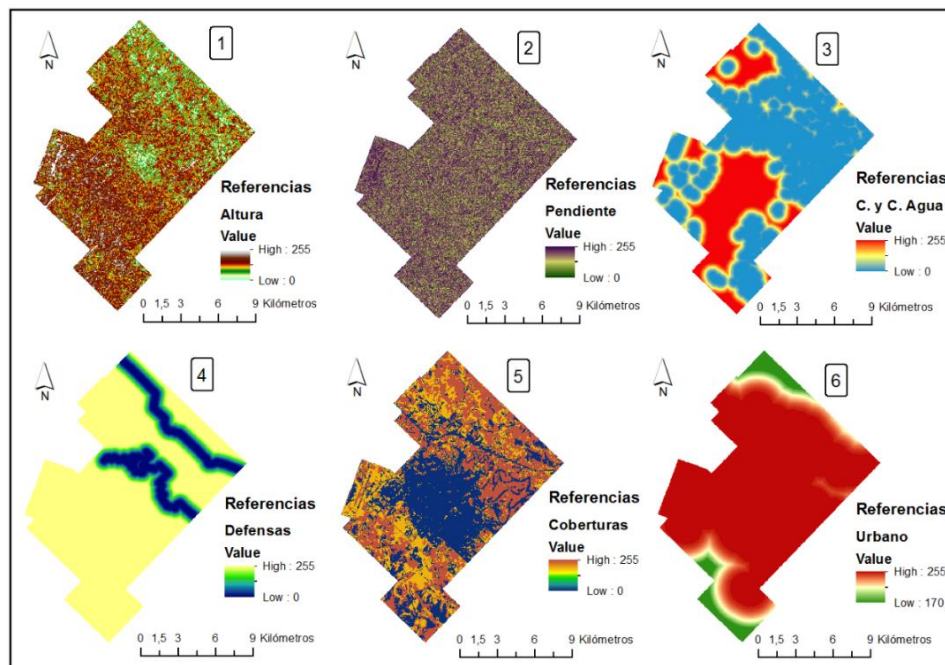 1
N
Referencias
Altura
Value
High : 255
Low : 0
0 1,5 3 6 9 Kilómetros
2
N
Referencias
Pendiente
Value
High : 255
Low : 0
0 1,5 3 6 9 Kilómetros
3
N
Referencias
C. y C. Agua
Value
High : 255
Low : 0
0 1,5 3 6 9 Kilómetros
4
N
Referencias
Defensas
Value
High : 255
Low : 0
0 1,5 3 6 9 Kilómetros
5
N
Referencias
Coberturas
Value
High : 255
Low : 0
0 1,5 3 6 9 Kilómetros
6
N
Referencias
Urbano
Value
High : 255
Low : 170
0 1,5 3 6 9 Kilómetros